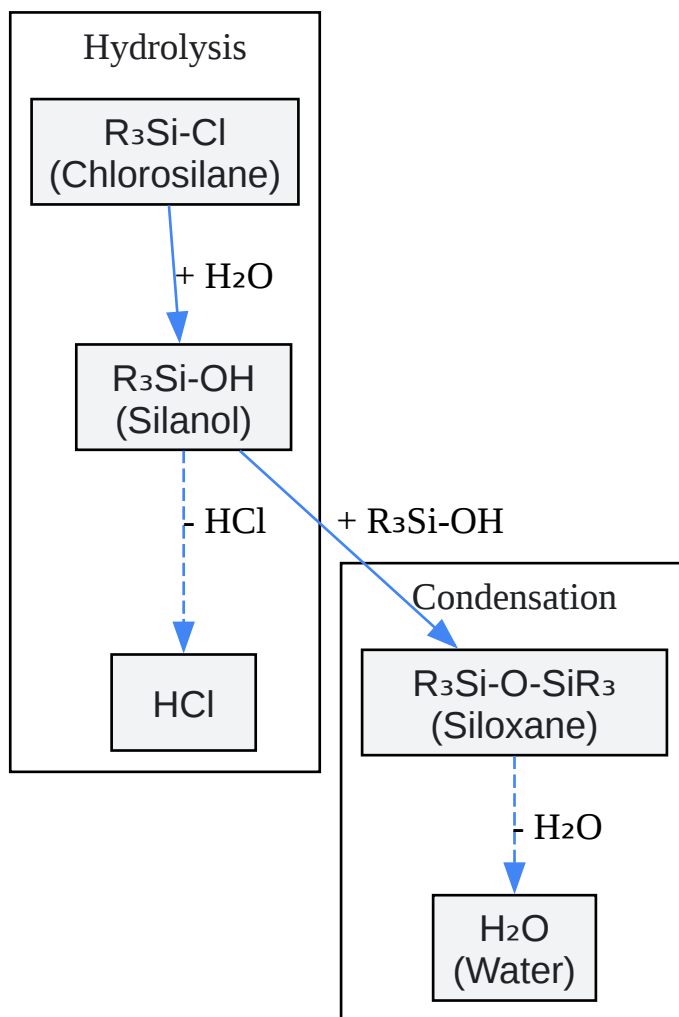 Hydrolysis
R₃Si-Cl
(Chlorosilane)
+ H₂O
R₃Si-OH
(Silanol)
- HCl
+ R₃Si-OH
HCl
Condensation
R₃Si-O-SiR₃
(Siloxane)
- H₂O
H₂O
(Water)